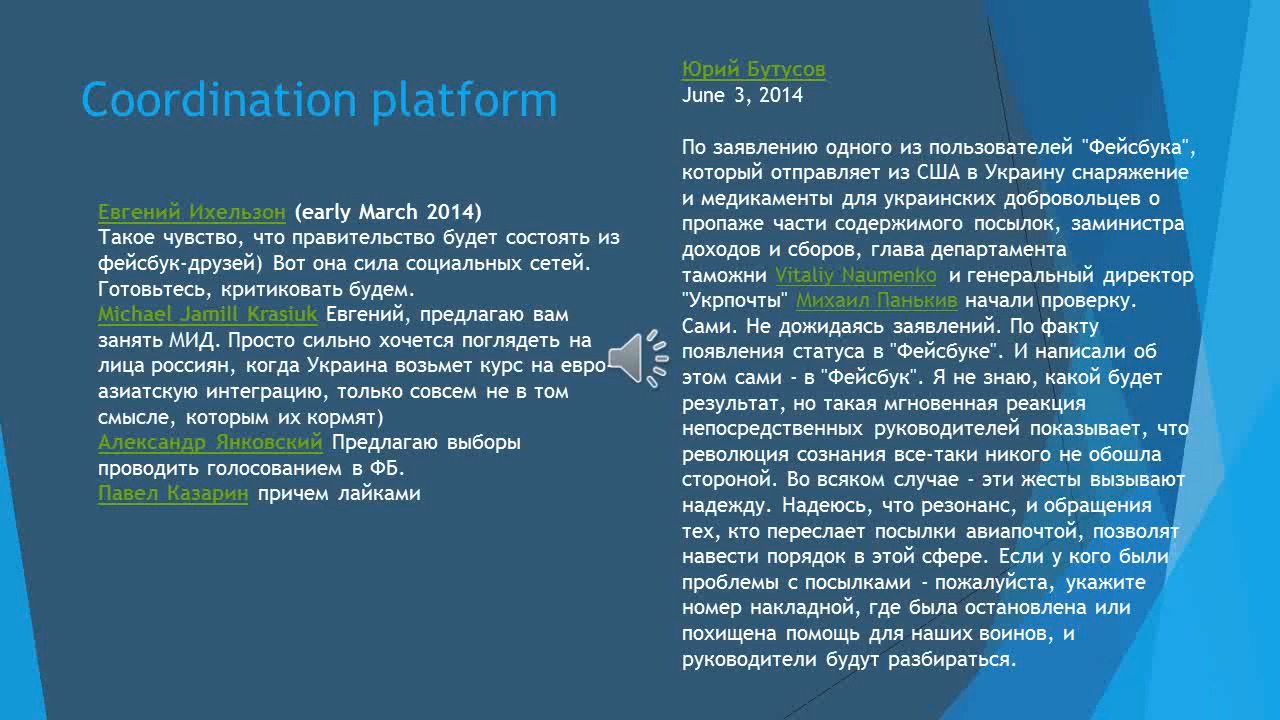 Coordination platform
Евгений Ихельзон (early March 2014)
Такое чувство, что правительство будет состоять из
фейсбук-друзей) Вот она сила социальных сетей.
Готовьтесь, критиковать будем.
Michael Jamill Krasiuk Евгений, предлагаю вам
занять МИД. Просто сильно хочется поглядеть на
лица россиян, когда Украина возьмет курс на евро-
азиатскую интеграцию, только совсем не в том
смысле, которым их кормят)
Александр Янковский Предлагаю выборы
проводить голосованием в ФБ.
Павел Казарин причем лайками
Юрий Бутусов
June 3, 2014
По заявлению одного из пользователей "Фейсбука",
который отправляет из США в Украину снаряжение
и медикаменты для украинских добровольцев о
пропаже части содержимого посылок, замминистра
доходов и сборов, глава департамента
таможни Vitaliy Naumenko и генеральный директор
"Укрпочты" Михаил Панькив начали проверку.
Сами. Не дожидаясь заявлений. По факту
появления статуса в "Фейсбуке". И написали об
этом сами - в "Фейсбук". Я не знаю, какой будет
результат, но такая мгновенная реакция
непосредственных руководителей показывает, что
революция сознания все-таки никого не обошла
стороной. Во всяком случае - эти жесты вызывают
надежду. Надеюсь, что резонанс, и обращения
тех, кто переслает посылки авиапочтой, позволят
навести порядок в этой сфере. Если у кого были
проблемы с посылками - пожалуйста, укажите
номер накладной, где была остановлена или
похищена помощь для наших воинов, и
руководители будут разбираться.